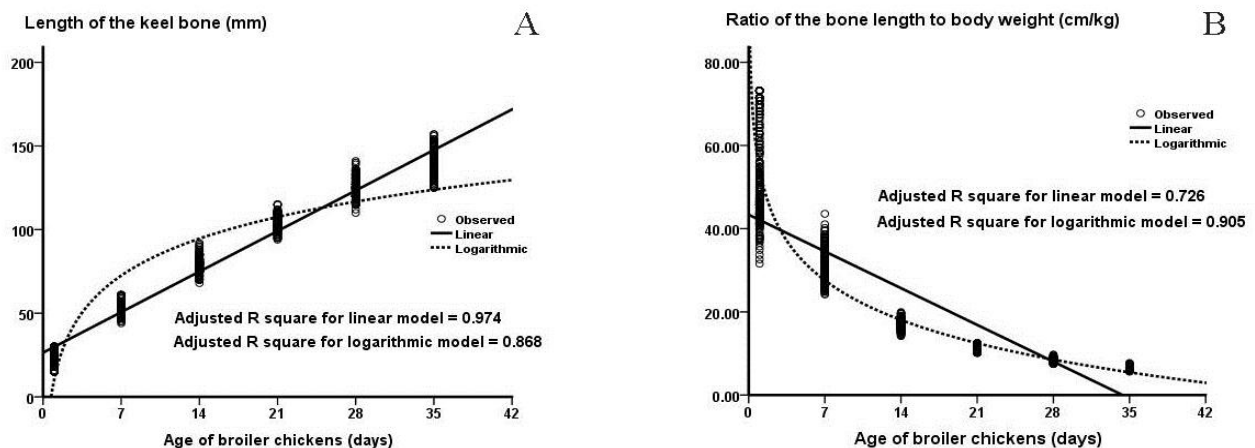 Length of the keel bone (mm)
A
200
150
100
50
0
○ Observed
Linear
Logarithmic
Adjusted R square for linear model = 0.974
Adjusted R square for logarithmic model = 0.868
0 7 14 21 28 35 42
Age of broiler chickens (days)
Ratio of the bone length to body weight (cm/kg)
B
80.00
60.00
40.00
20.00
0.00
○ Observed
Linear
Logarithmic
Adjusted R square for linear model = 0.726
Adjusted R square for logarithmic model = 0.905
0 7 14 21 28 35 42
Age of broiler chickens (days)